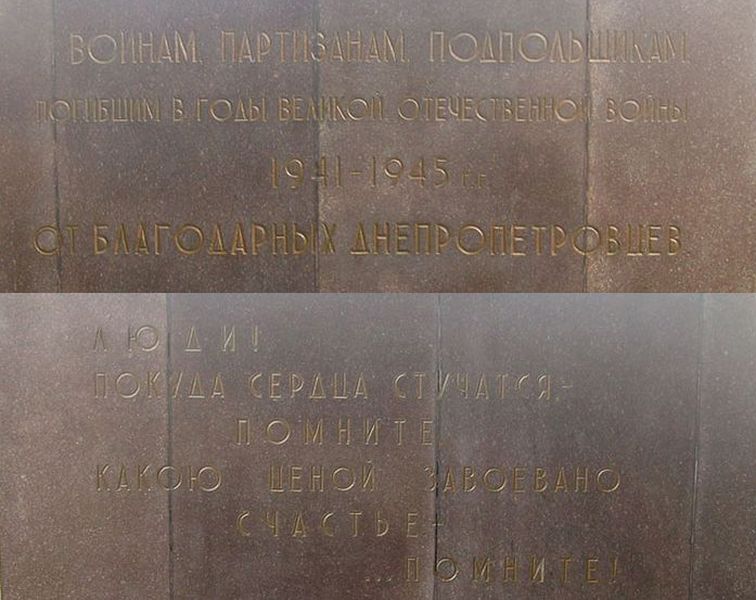 ВОИНАМ, ПАРТИЗАНАМ, ПОДПОЛЬЩИКАМ,
ПОГИБШИМ В ГОДЫ ВЕЛИКОЙ ОТЕЧЕСТВЕННОЙ ВОЙНЫ
1941-1945 г.г.
ОТ БЛАГОДАРНЫХ ДНЕПРОПЕТРОВЦЕВ.
ЛЮДИ!
ПОКУДА СЕРДЦА СТУЧАТСЯ,-
ПОМНИТЕ,
КАКОЮ ЦЕНОЙ ЗАВОЕВАНО
СЧАСТЬЕ-
...ПОМНИТЕ!